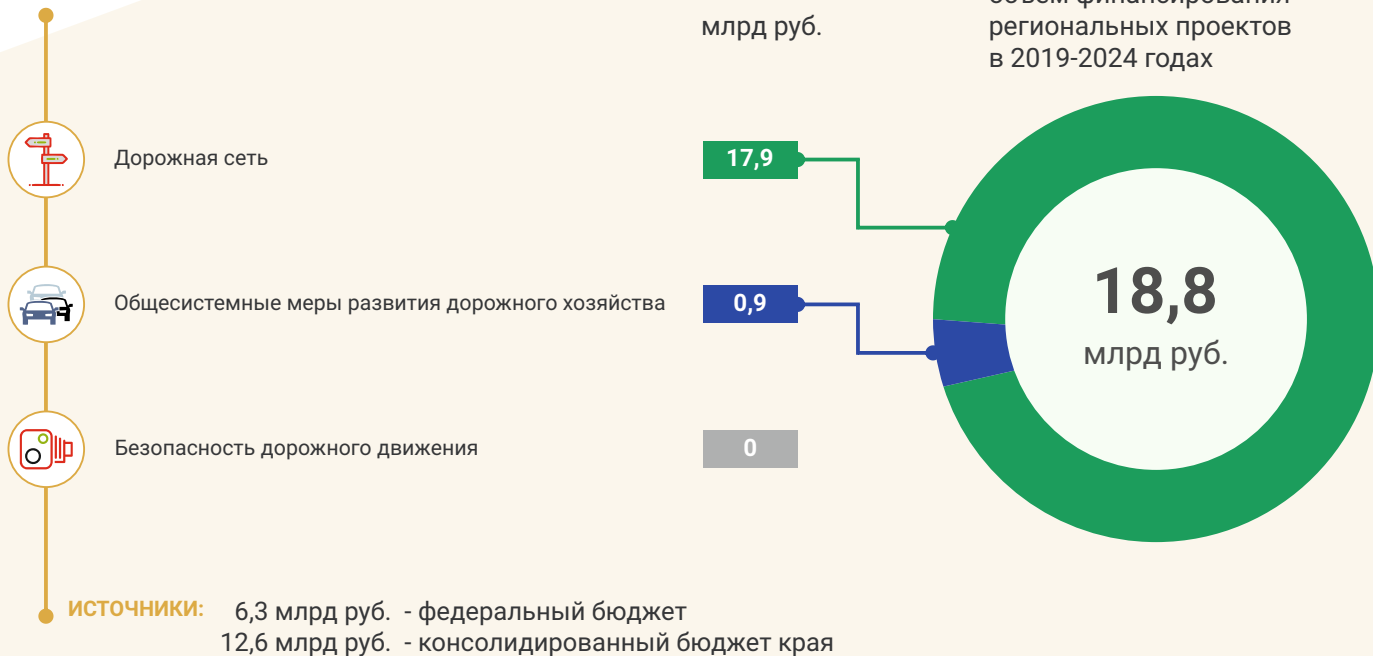 объем финансирования
млрд руб.
региональных проектов
в 2019-2024 годах
Дорожная сеть
17,9
Общесистемные меры развития дорожного хозяйства
0,9
18,8
млрд руб.
Безопасность дорожного движения
0
ИСТОЧНИКИ: 6,3 млрд руб. - федеральный бюджет
12,6 млрд руб. - консолидированный бюджет края